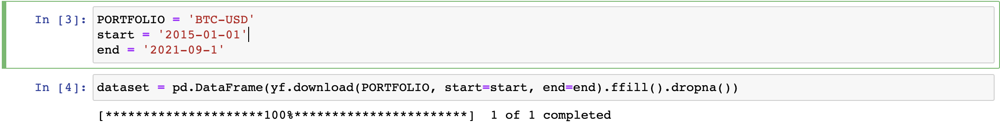 In [3]: PORTFOLIO = 'BTC-USD'
start = '2015-01-01'
end = '2021-09-1'
In [4]: dataset = pd.DataFrame(yf.download(PORTFOLIO, start=start, end=end).ffill().dropna())
[*********************100%***********************]  1 of 1 completed